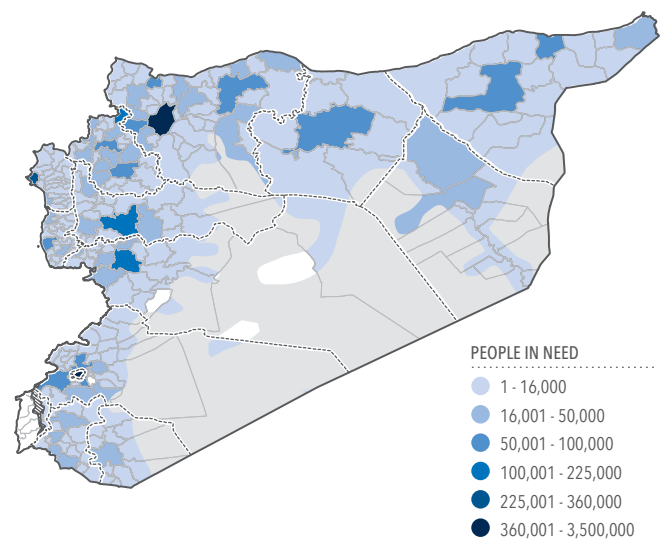 PEOPLE IN NEED
1 - 16,000
16,001 - 50,000
50,001 - 100,000
100,001 - 225,000
225,001 - 360,000
360,001 - 3,500,000